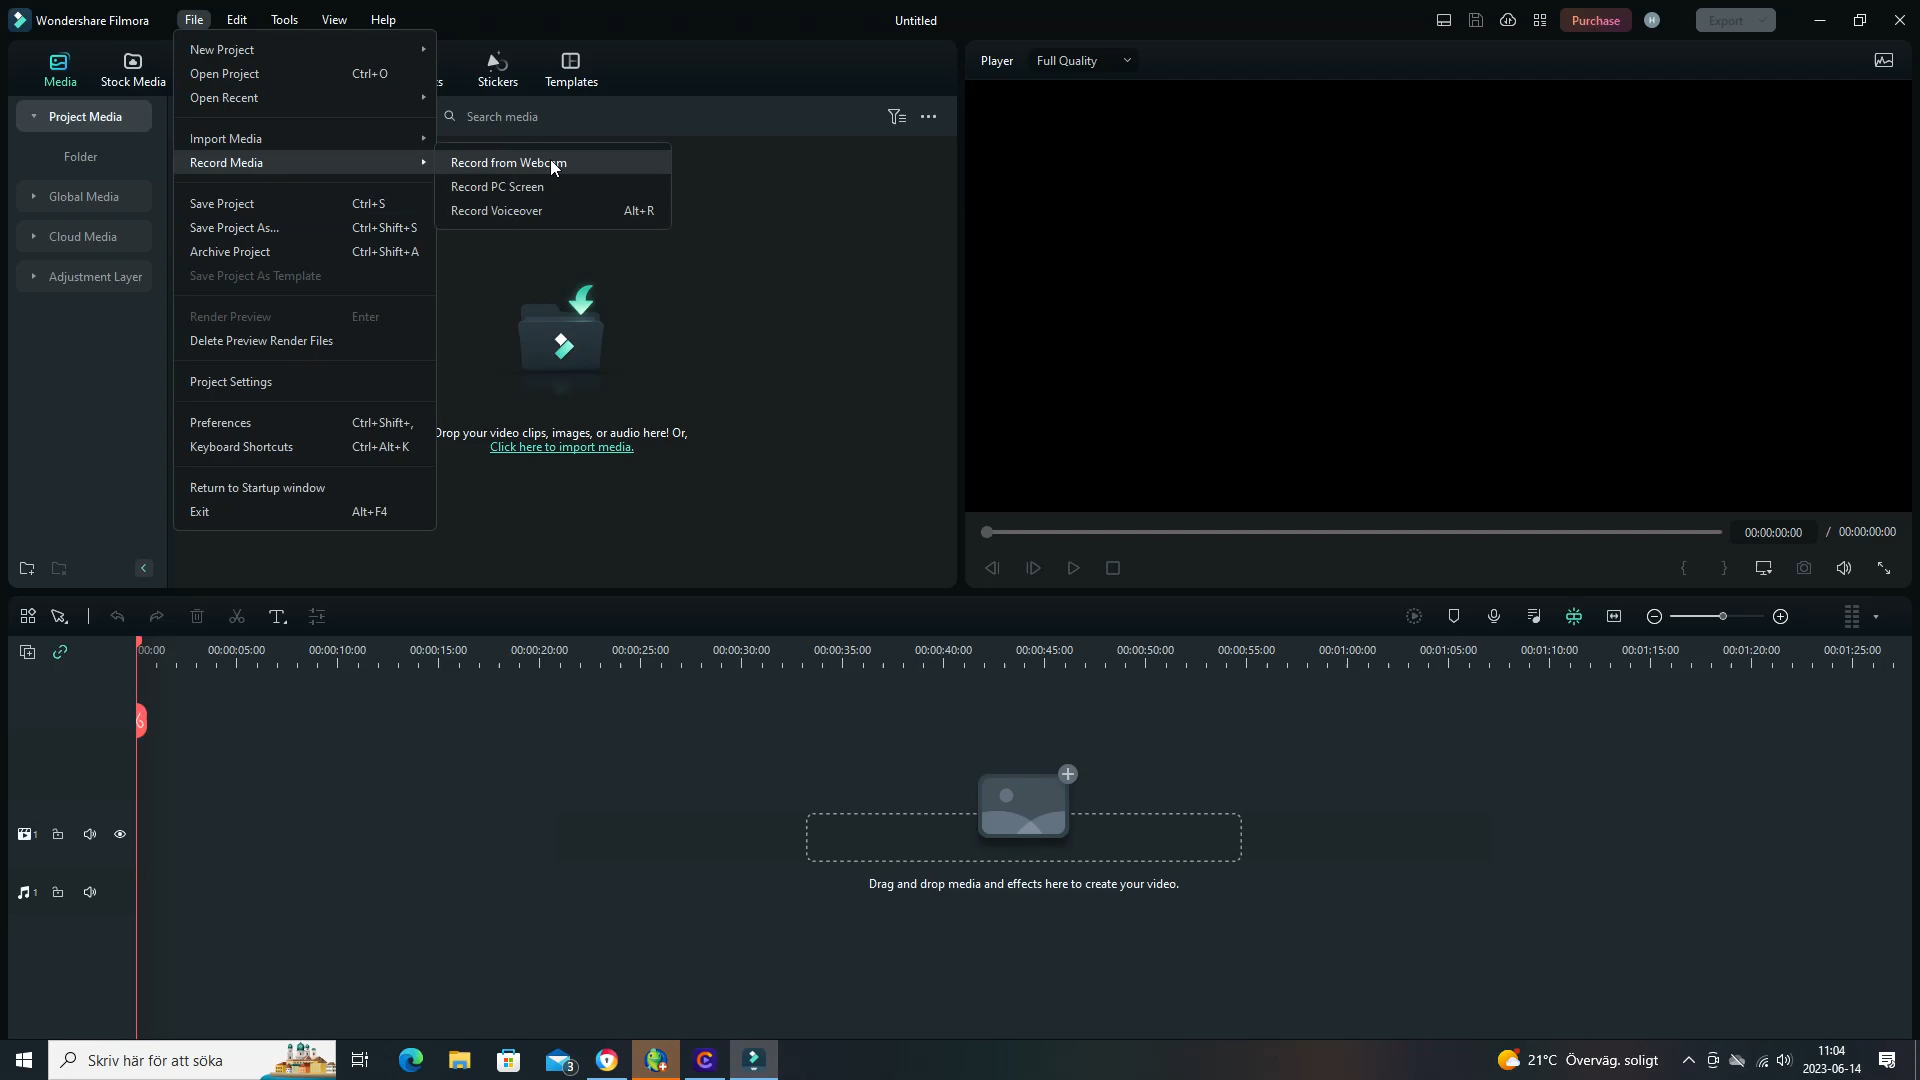 Wondershare Filmora File Edit Tools View Help Untitled Purchase H Export
Media Stock Media Stickers Templates
Player Full Quality
New Project
Open Project Ctrl+O
Open Recent
Import Media
Record Media
Save Project Ctrl+S
Save Project As... Ctrl+Shift+S
Archive Project Ctrl+Shift+A
Save Project As Template
Render Preview Enter
Delete Preview Render Files
Project Settings
Preferences Ctrl+Shift+,
Keyboard Shortcuts Ctrl+Alt+K
Return to Startup window
Exit Alt+F4
Record from Webcam
Record PC Screen
Record Voiceover Alt+R
Project Media
Folder
Global Media
Cloud Media
Adjustment Layer
Search media
Drop your video clips, images, or audio here! Or,
Click here to import media.
00:00:00:00 / 00:00:00:00
00:00 00:00:05:00 00:00:10:00 00:00:15:00 00:00:20:00 00:00:25:00 00:00:30:00 00:00:35:00 00:00:40:00 00:00:45:00 00:00:50:00 00:00:55:00 00:01:00:00 00:01:05:00 00:01:10:00 00:01:15:00 00:01:20:00 00:01:25:00
1
1
Drag and drop media and effects here to create your video.
Skriv här för att söka 3 21°C Överväg. soligt 11:04
2023-06-14